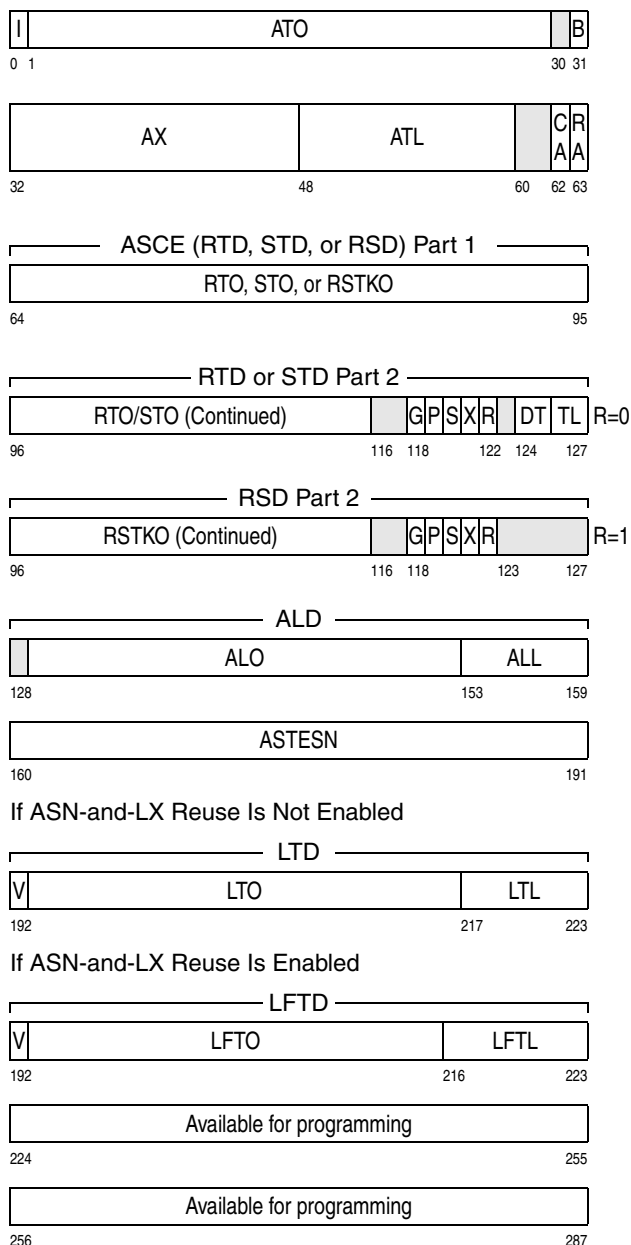 I ATO B
0 1 30 31
AX ATL CA RA
32 48 60 62 63
ASCE (RTD, STD, or RSD) Part 1
RTO, STO, or RSTKO
64 95
RTD or STD Part 2
RTO/STO (Continued) G P S X R DT TL R=0
96 116 118 122 124 127
RSD Part 2
RSTKO (Continued) G P S X R R=1
96 116 118 123 127
ALD
ALO ALL
128 153 159
ASTESN
160 191
If ASN-and-LX Reuse Is Not Enabled
LTD
V LTO LTL
192 217 223
If ASN-and-LX Reuse Is Enabled
LFTD
V LFTO LFTL
192 216 223
Available for programming
224 255
Available for programming
256 287